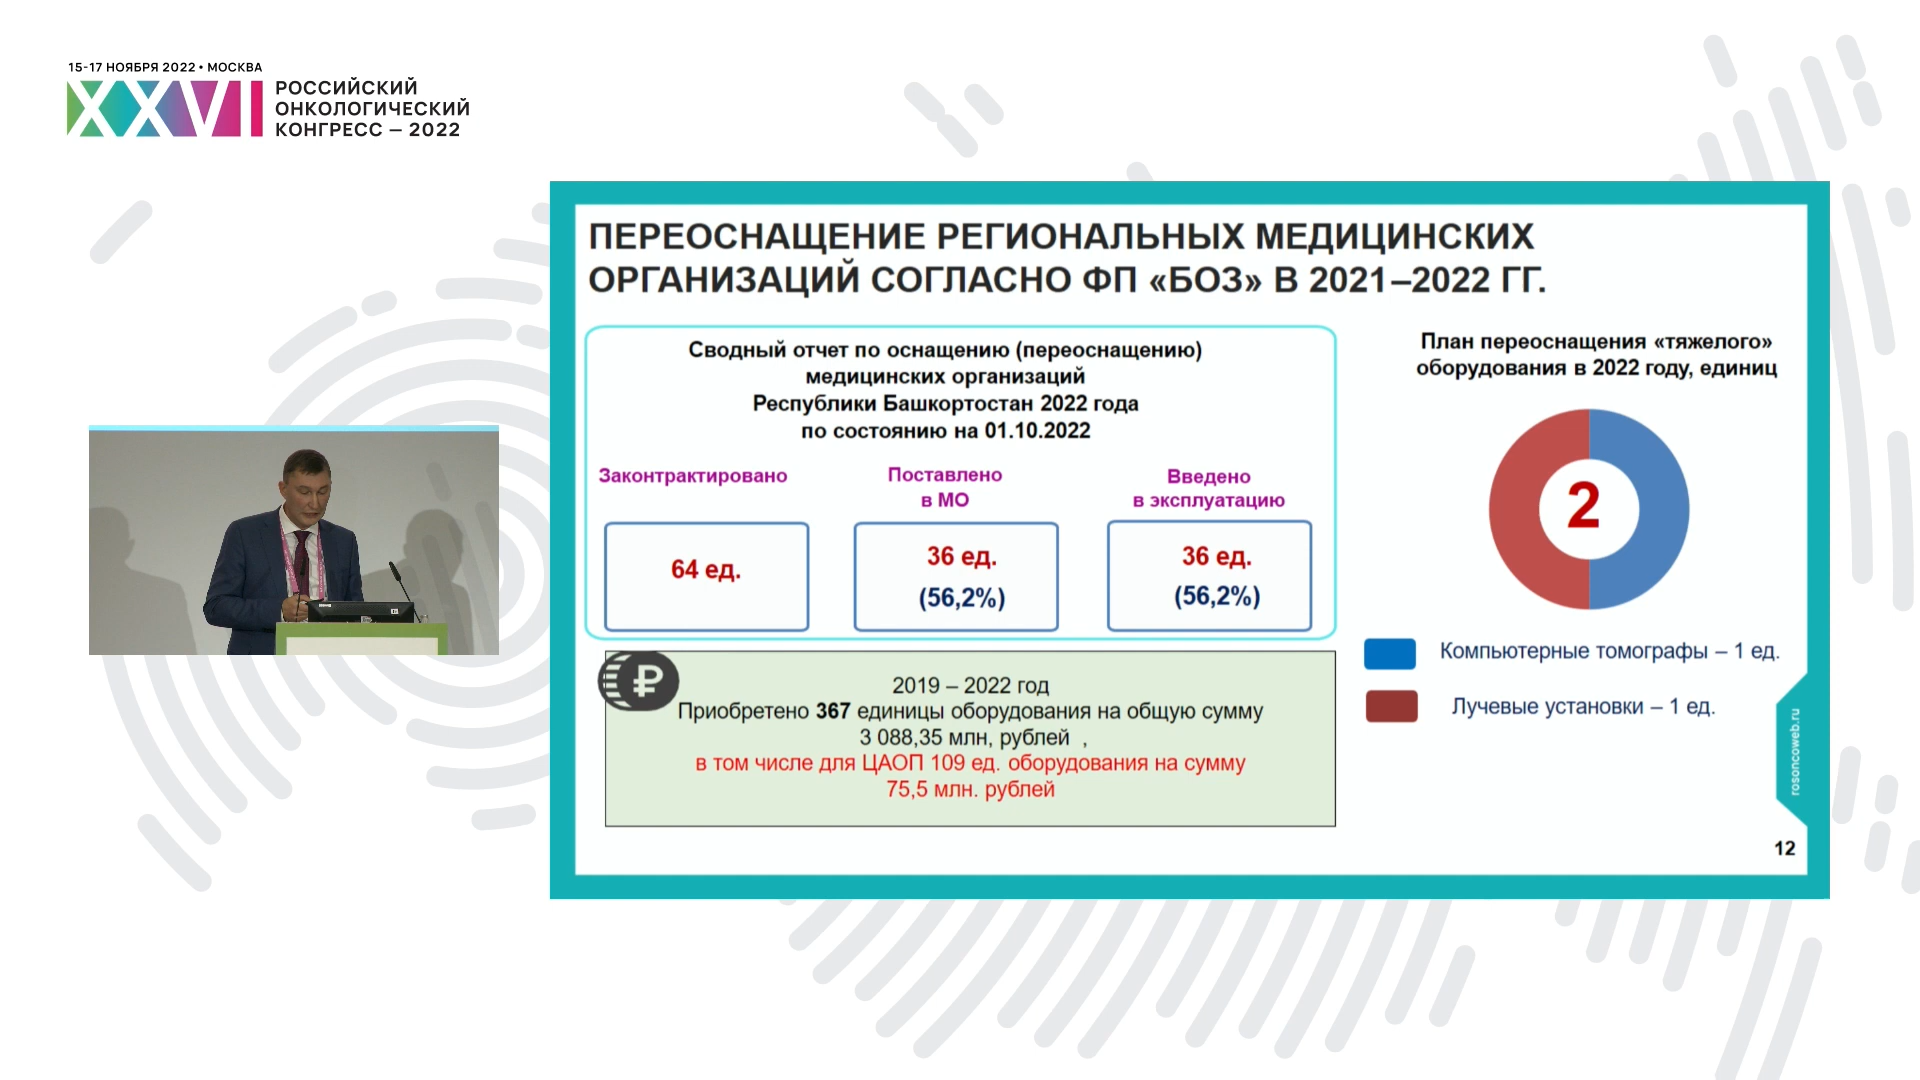 15-17 НОЯБРЯ 2022 • МОСКВА
XXVI
РОССИЙСКИЙ
ОНКОЛОГИЧЕСКИЙ
КОНГРЕСС – 2022
ПЕРЕОСНАЩЕНИЕ РЕГИОНАЛЬНЫХ МЕДИЦИНСКИХ
ОРГАНИЗАЦИЙ СОГЛАСНО ФП «БОЗ» В 2021–2022 ГГ.
Сводный отчет по оснащению (переоснащению)
медицинских организаций
Республики Башкортостан 2022 года
по состоянию на 01.10.2022
Законтрактировано
64 ед.
Поставлено
в МО
36 ед.
(56,2%)
Введено
в эксплуатацию
36 ед.
(56,2%)
₽
2019 – 2022 год
Приобретено 367 единицы оборудования на общую сумму
3 088,35 млн, рублей ,
в том числе для ЦАОП 109 ед. оборудования на сумму
75,5 млн. рублей
План переоснащения «тяжелого»
оборудования в 2022 году, единиц
2
Компьютерные томографы – 1 ед.
Лучевые установки – 1 ед.
rosoncoweb.ru
12